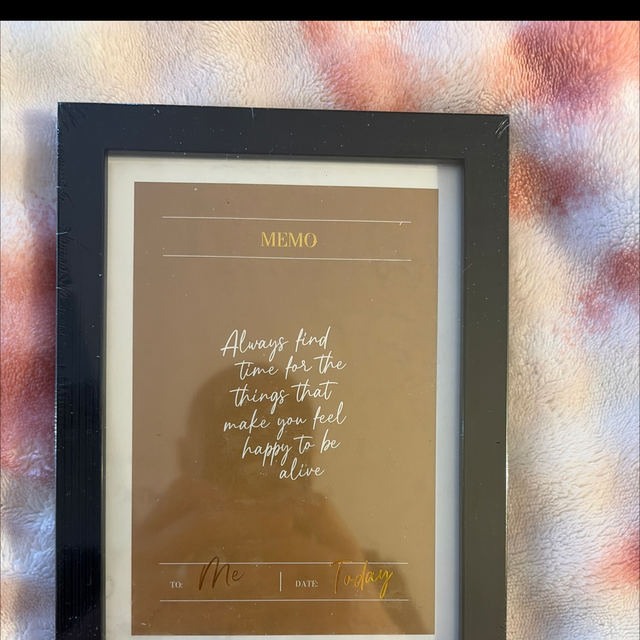 MEMO
Always find
time for the
things that
make you feel
happy to be
alive
TO: Me | DATE: Today